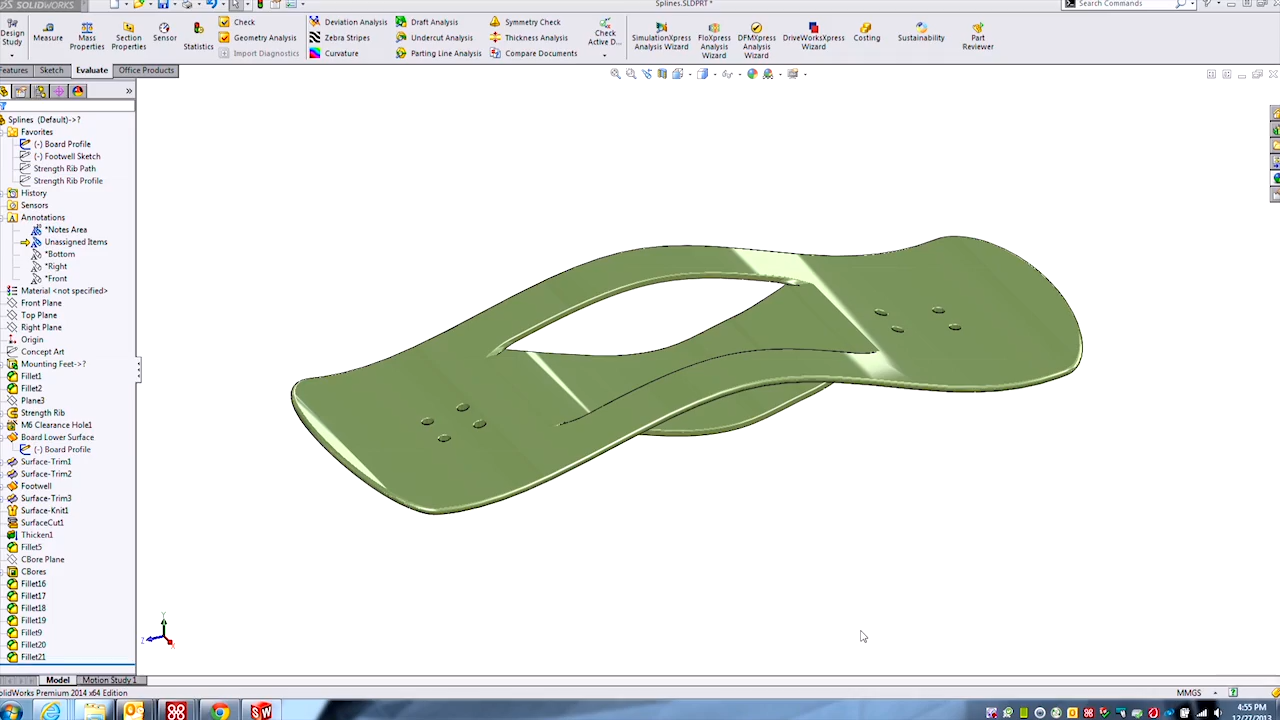 SOLIDWORKS
Splines.SLDPRT *
Search Commands
Design
Study
Measure
Mass
Properties
Section
Properties
Sensor
Statistics
Check
Geometry Analysis
Import Diagnostics
Deviation Analysis
Zebra Stripes
Curvature
Draft Analysis
Undercut Analysis
Parting Line Analysis
Symmetry Check
Thickness Analysis
Compare Documents
Check
Active D...
SimulationXpress
Analysis Wizard
FloXpress
Analysis
Wizard
DFMXpress
Analysis
Wizard
DriveWorksXpress
Wizard
Costing
Sustainability
Part
Reviewer
Features
Sketch
Evaluate
Office Products
Splines (Default)->?
Favorites
(-) Board Profile
(-) Footwell Sketch
Strength Rib Path
Strength Rib Profile
History
Sensors
Annotations
*Notes Area
Unassigned Items
*Bottom
*Right
*Front
Material <not specified>
Front Plane
Top Plane
Right Plane
Origin
Concept Art
Mounting Feet->?
Fillet1
Fillet2
Plane3
Strength Rib
M6 Clearance Hole1
Board Lower Surface
(-) Board Profile
Surface-Trim1
Surface-Trim2
Footwell
Surface-Trim3
Surface-Knit1
SurfaceCut1
Thicken1
Fillet5
CBore Plane
CBores
Fillet16
Fillet17
Fillet18
Fillet19
Fillet9
Fillet20
Fillet21
Y
Z
X
Model
Motion Study 1
SolidWorks Premium 2014 x64 Edition
MMGS
4:55 PM
12/27/2013